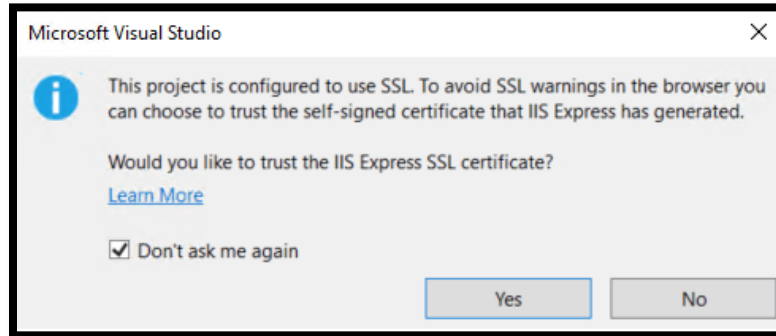 Microsoft Visual Studio
This project is configured to use SSL. To avoid SSL warnings in the browser you
can choose to trust the self-signed certificate that IIS Express has generated.
Would you like to trust the IIS Express SSL certificate?
Learn More
Don't ask me again
Yes No